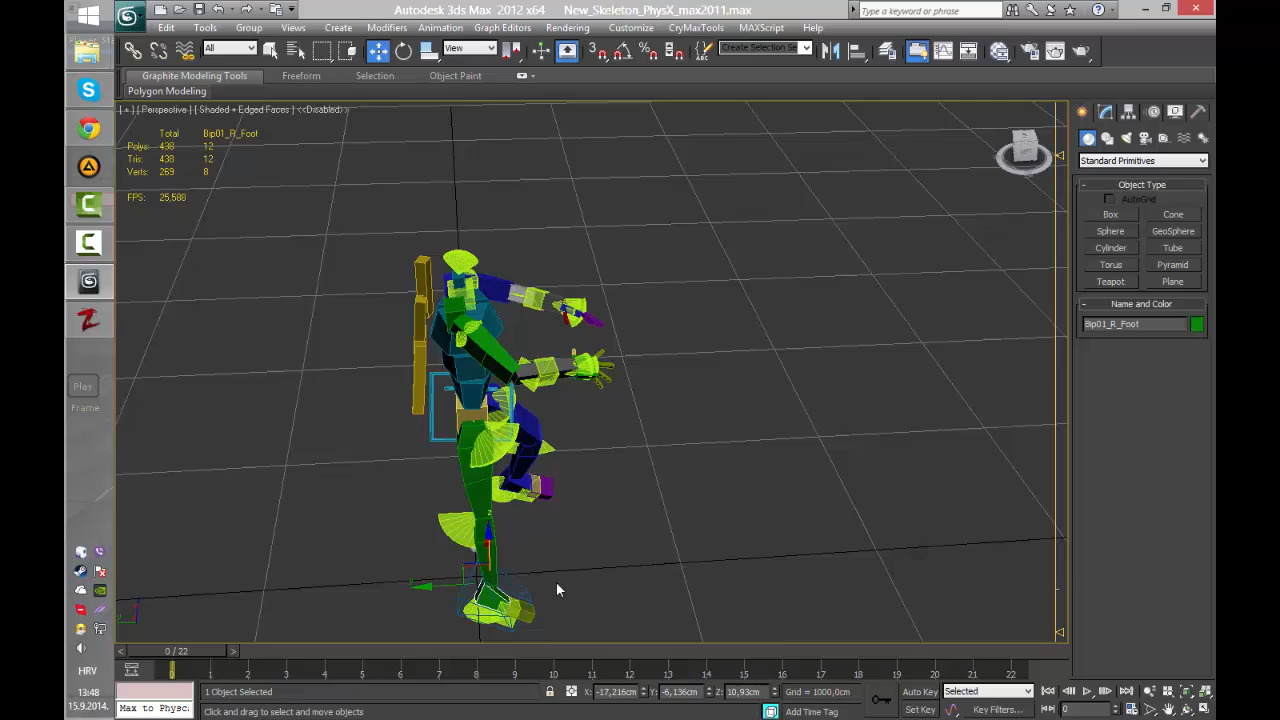 Autodesk 3ds Max 2012 x64 New_Skeleton_PhysX_max2011.max
Type a keyword or phrase
Edit Tools Group Views Create Modifiers Animation Graph Editors Rendering Customize CryMaxTools MAXScript Help
All View Create Selection Se
Graphite Modeling Tools Freeform Selection Object Paint
Polygon Modeling
[ + ] [ Perspective ] [ Shaded + Edged Faces ] <<Disabled>>
Total Bip01_R_Foot
Polys: 438 12
Tris: 438 12
Verts: 269 8
FPS: 25,588
LEFT
Standard Primitives
- Object Type
AutoGrid
Box Cone
Sphere GeoSphere
Cylinder Tube
Torus Pyramid
Teapot Plane
- Name and Color
Bip01_R_Foot
Play
Frame
z
0 / 22
0 1 2 3 4 5 6 7 8 9 10 11 12 13 14 15 16 17 18 19 20 21 22
HRV
13:48
15.9.2014.
1 Object Selected X: -17,216cm Y: -6,136cm Z: 10,93cm Grid = 1000,0cm Auto Key Selected
Max to Physc Click and drag to select and move objects Add Time Tag Set Key Key Filters... 0